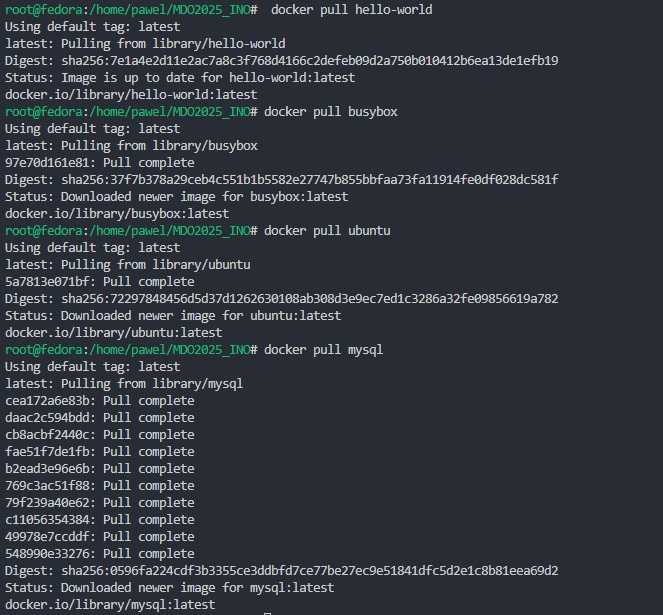 root@fedora:/home/pawel/MDO2025_INO#  docker pull hello-world
Using default tag: latest
latest: Pulling from library/hello-world
Digest: sha256:7e1a4e2d11e2ac7a8c3f768d4166c2defeb09d2a750b010412b6ea13de1efb19
Status: Image is up to date for hello-world:latest
docker.io/library/hello-world:latest
root@fedora:/home/pawel/MDO2025_INO# docker pull busybox
Using default tag: latest
latest: Pulling from library/busybox
97e70d161e81: Pull complete
Digest: sha256:37f7b378a29ceb4c551b1b5582e27747b855bbfaa73fa11914fe0df028dc581f
Status: Downloaded newer image for busybox:latest
docker.io/library/busybox:latest
root@fedora:/home/pawel/MDO2025_INO# docker pull ubuntu
Using default tag: latest
latest: Pulling from library/ubuntu
5a7813e071bf: Pull complete
Digest: sha256:72297848456d5d37d1262630108ab308d3e9ec7ed1c3286a32fe09856619a782
Status: Downloaded newer image for ubuntu:latest
docker.io/library/ubuntu:latest
root@fedora:/home/pawel/MDO2025_INO# docker pull mysql
Using default tag: latest
latest: Pulling from library/mysql
cea172a6e83b: Pull complete
daac2c594bdd: Pull complete
cb8acbf2440c: Pull complete
fae51f7de1fb: Pull complete
b2ead3e96e6b: Pull complete
769c3ac51f88: Pull complete
79f239a40e62: Pull complete
c11056354384: Pull complete
49978e7ccddf: Pull complete
548990e33276: Pull complete
Digest: sha256:0596fa224cdf3b3355ce3ddbfd7ce77be27ec9e51841dfc5d2e1c8b81eea69d2
Status: Downloaded newer image for mysql:latest
docker.io/library/mysql:latest